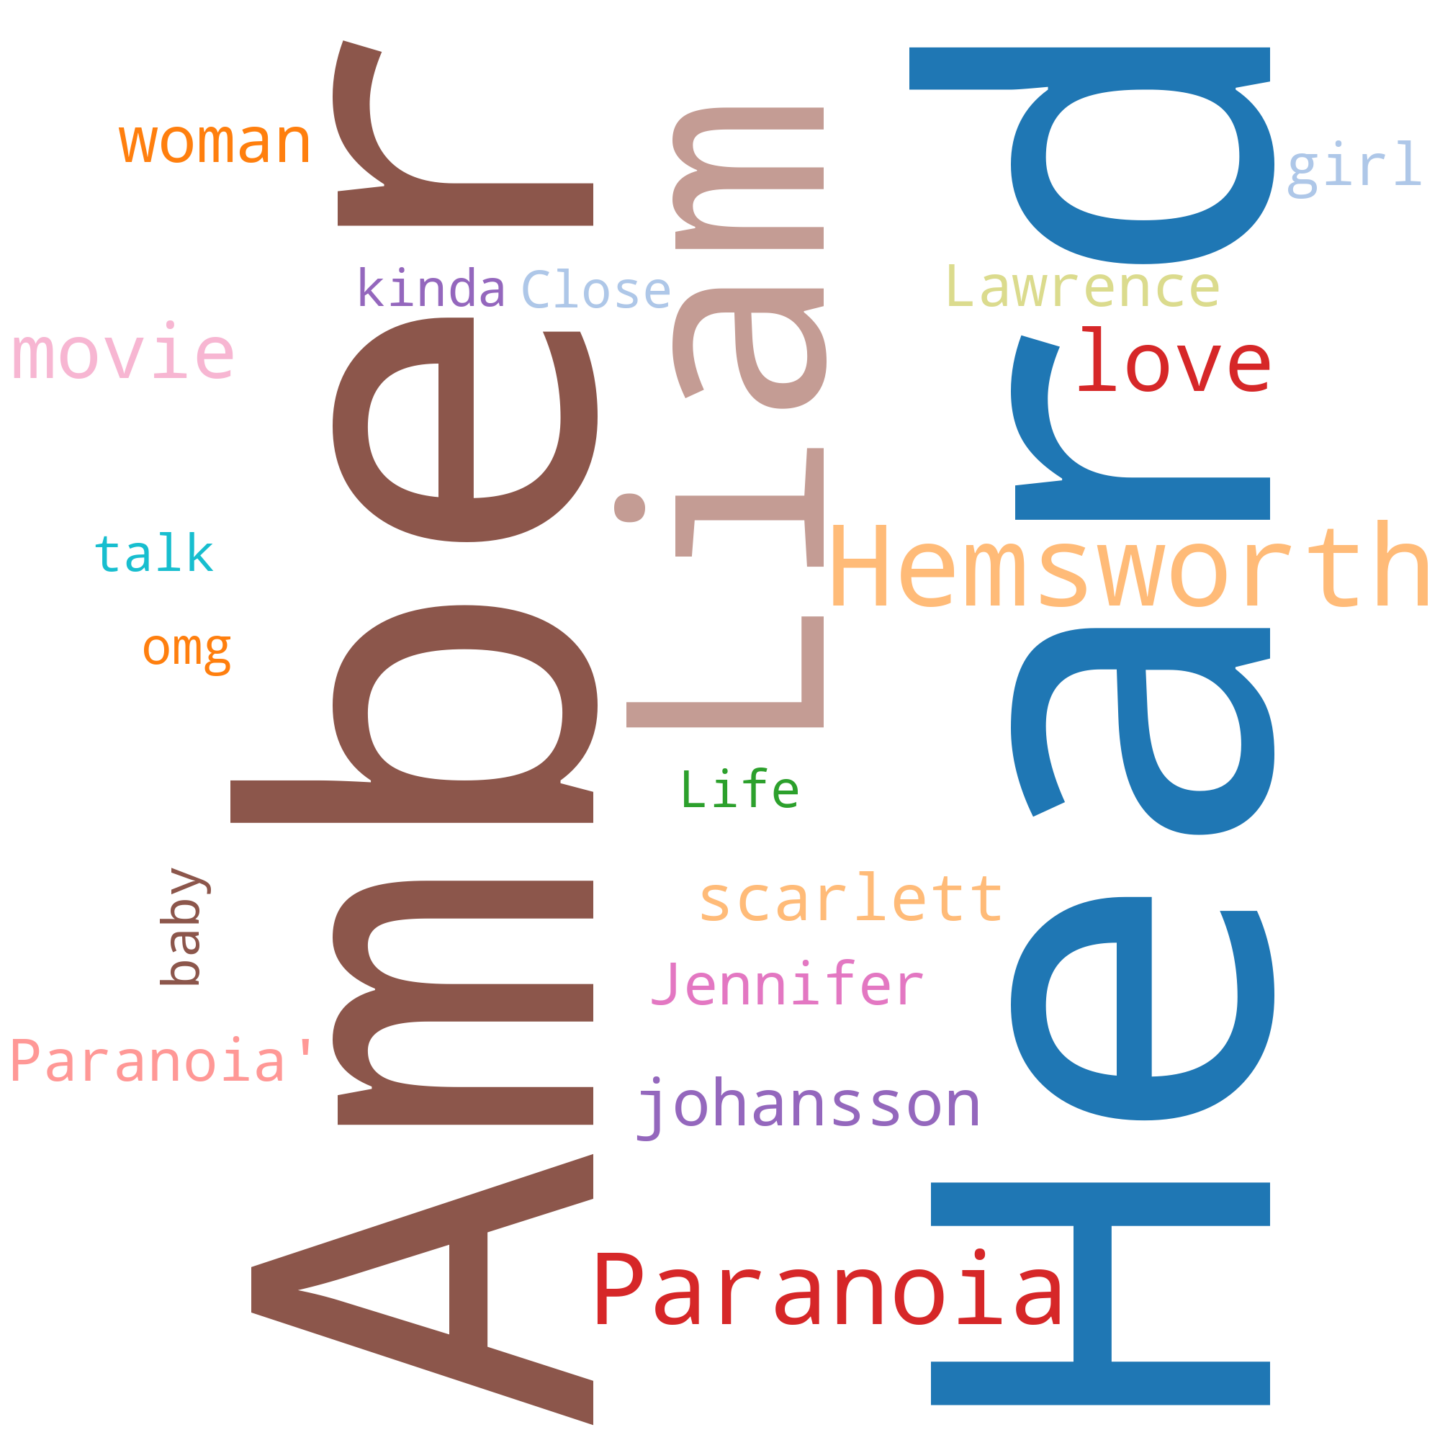 Amber
Heard
Liam
Hemsworth
woman
girl
kinda
Close
Lawrence
movie
love
talk
omg
Life
baby
scarlett
Jennifer
Paranoia'
johansson
Paranoia